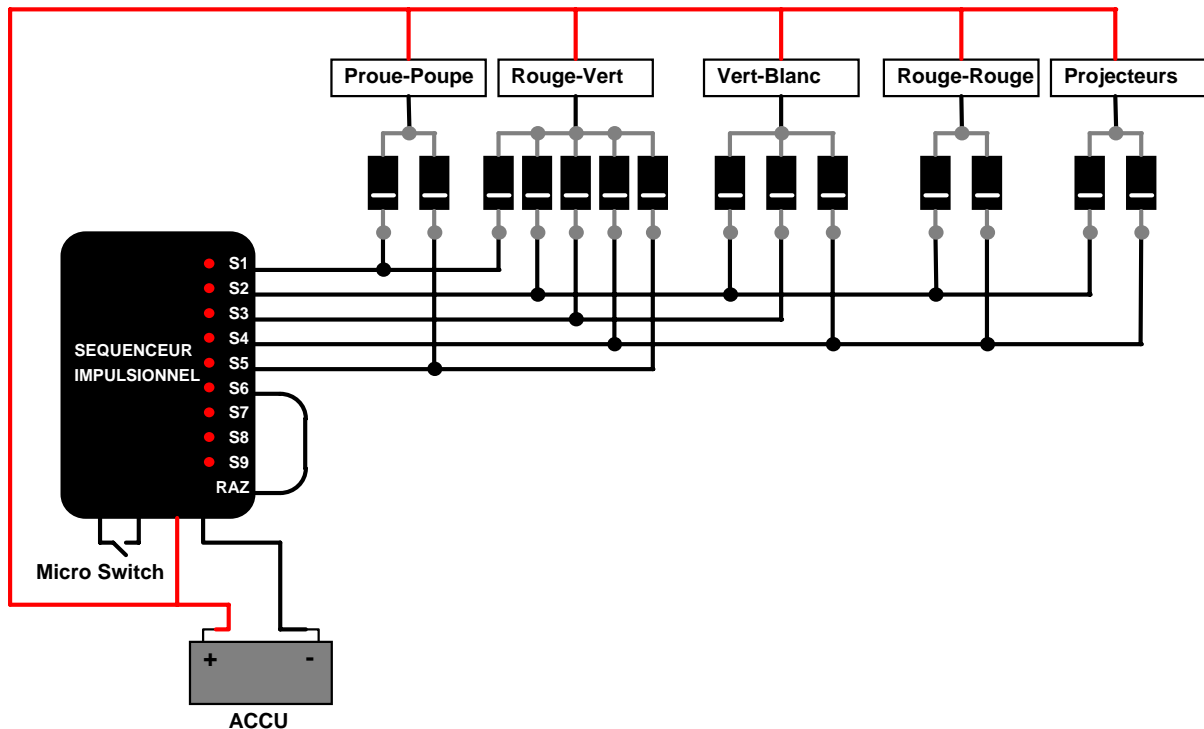 Proue-Poupe
Rouge-Vert
Vert-Blanc
Rouge-Rouge
Projecteurs
S1
S2
S3
S4
S5
S6
S7
S8
S9
RAZ
SEQUENCEUR
IMPULSIONNEL
Micro Switch
+ -
ACCU